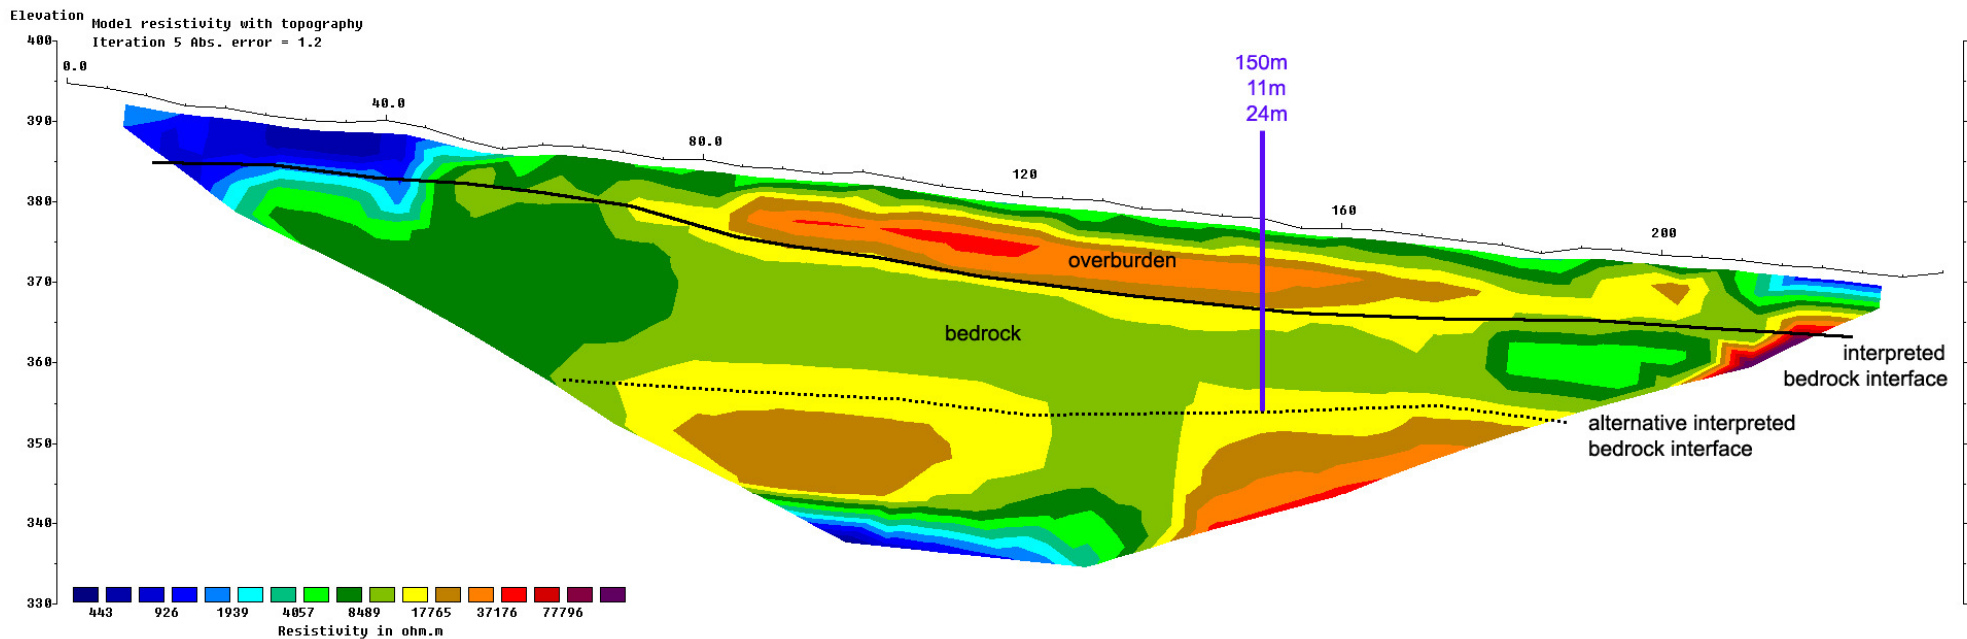 Elevation
Model resistivity with topography
Iteration 5 Abs. error = 1.2
400
0.0
150m
11m
24m
40.0
390
80.0
120
380
160
200
overburden
370
bedrock
360
interpreted
bedrock interface
alternative interpreted
bedrock interface
350
340
330
443 926 1939 4057 8489 17765 37176 77796
Resistivity in ohm.m